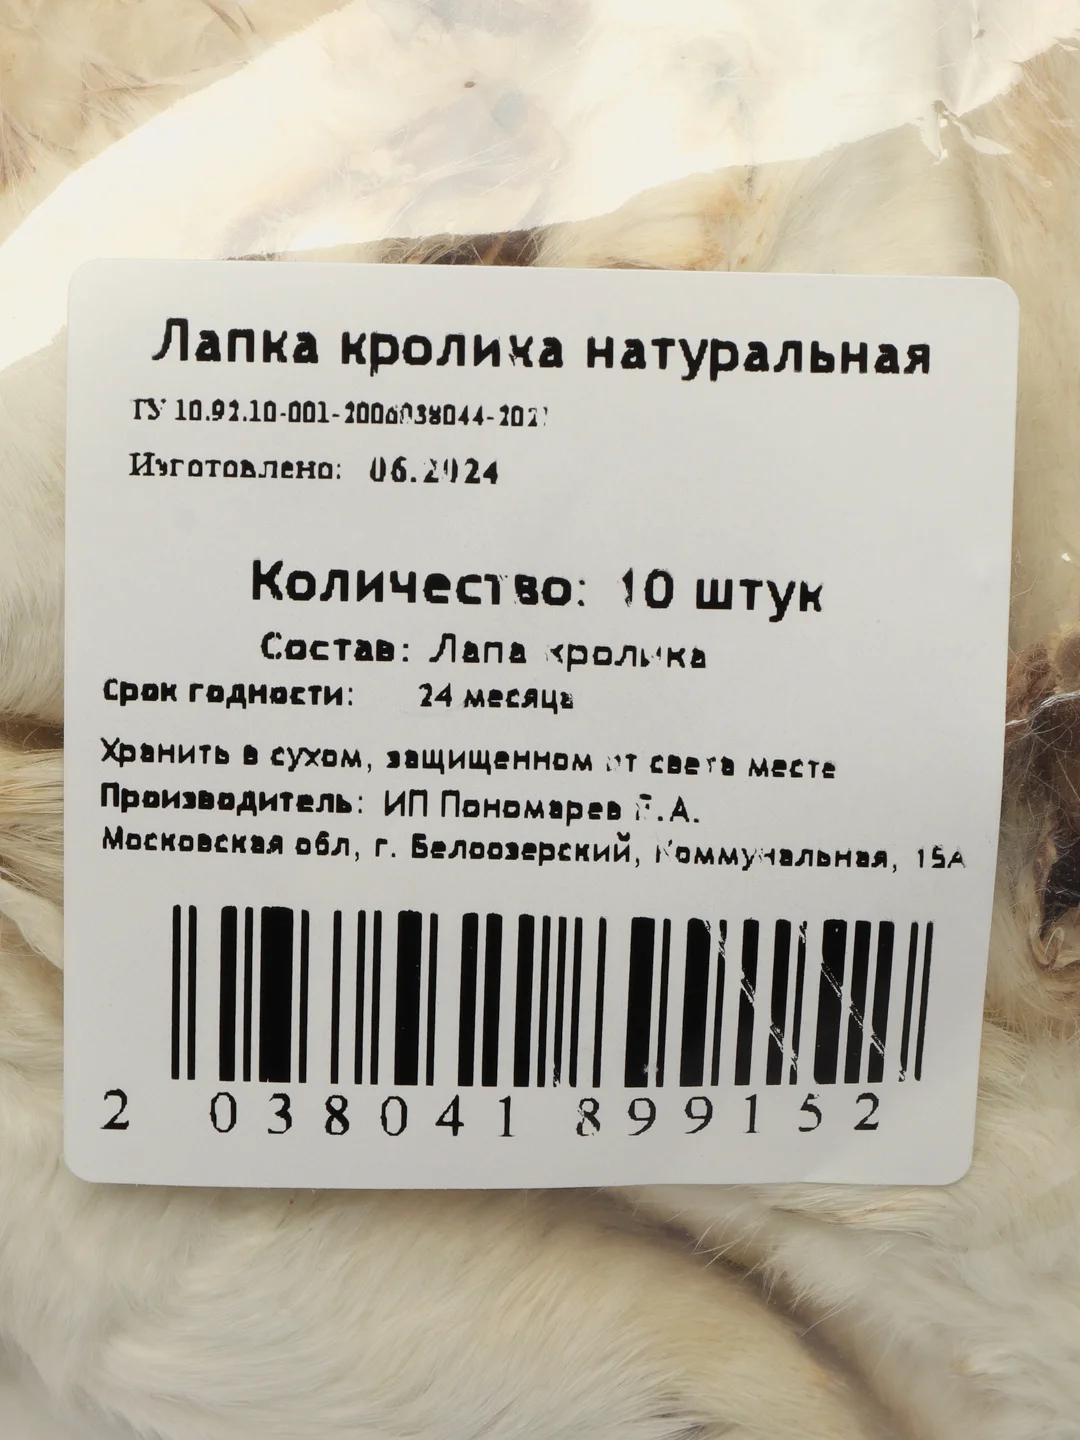 Лапка кролика натуральная
ТУ
Изготовлено: 06.2024
Количество: 10 штук
Состав: Лапа кролика
Срок годности: 24 месяца
Хранить в сухом, защищенном от света месте
Производитель: ИП Пономарев
Московская обл, г. Белоозерский, Коммунальная, 15А
2 038041 899152